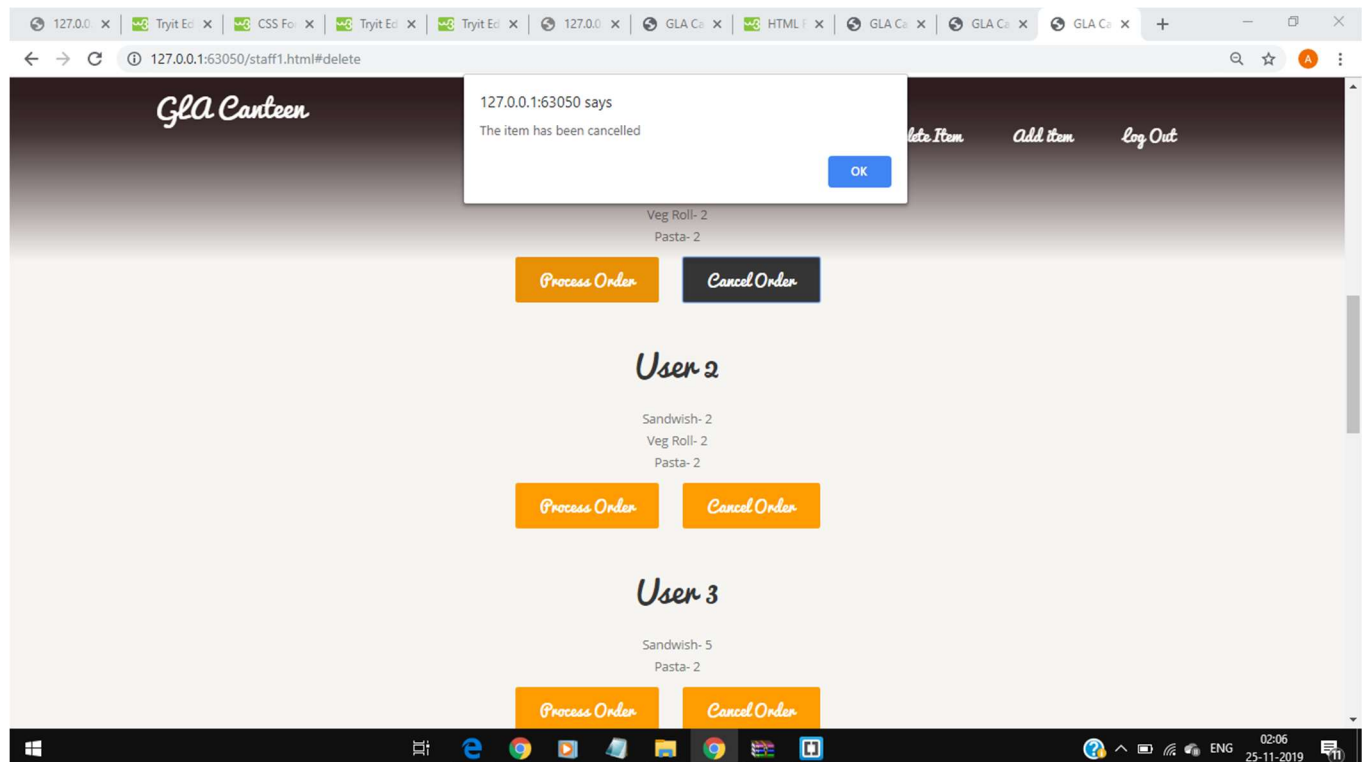 127.0.0. Tryit Ed CSS Fo Tryit Ed Tryit Ed 127.0.0 GLA Ca HTML F GLA Ca GLA Ca GLA Ca
127.0.0.1:63050/staff1.html#delete
A
GLA Canteen
127.0.0.1:63050 says
The item has been cancelled
OK
lete Item Add item Log Out
Veg Roll- 2
Pasta- 2
Process Order Cancel Order
User 2
Sandwish- 2
Veg Roll- 2
Pasta- 2
Process Order Cancel Order
User 3
Sandwish- 5
Pasta- 2
Process Order Cancel Order
ENG 02:06
25-11-2019
11